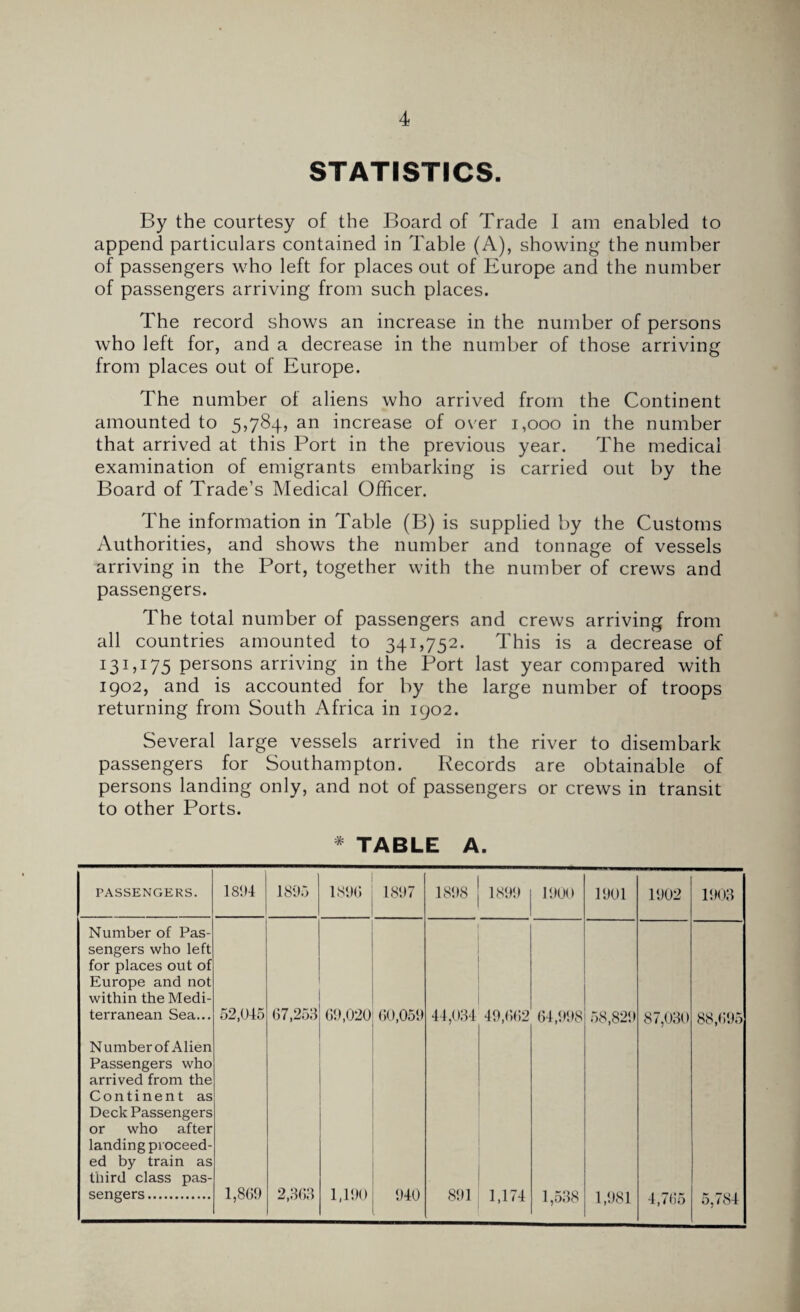 4
STATISTICS.
By the courtesy of the Board of Trade I am enabled to
append particulars contained in Table (A), showing the number
of passengers who left for places out of Europe and the number
of passengers arriving from such places.
The record shows an increase in the number of persons
who left for, and a decrease in the number of those arriving
from places out of Europe.
The number of aliens who arrived from the Continent
amounted to 5,784, an increase of over 1,000 in the number
that arrived at this Port in the previous year. The medical
examination of emigrants embarking is carried out by the
Board of Trade's Medical Officer.
The information in Table (B) is supplied by the Customs
Authorities, and shows the number and tonnage of vessels
arriving in the Port, together with the number of crews and
passengers.
The total number of passengers and crews arriving from
all countries amounted to 341,752. This is a decrease of
131,175 persons arriving in the Port last year compared with
1902, and is accounted for by the large number of troops
returning from South Africa in 1902.
Several large vessels arrived in the river to disembark
passengers for Southampton. Records are obtainable of
persons landing only, and not of passengers or crews in transit
to other Ports.
* TABLE A.
PASSENGERS. 1894 1895 1896 1897 1898 1899 1900 1901 1902 1903
Number of Pas-
sengers who left
for places out of
Europe and not
within the Medi-
terranean Sea... 52,045 67,253 69,020 60,059 44,034 49,662 64,998 58,829 87,030 88,695
Number of Alien
Passengers who
arrived from the
Continent as
Deck Passengers
or who after
landing proceed-
ed by train as
third class pas-
sengers............ 1,869 2,363 1,190 940 891 1,174 1,538 1,981 4,765 5,784